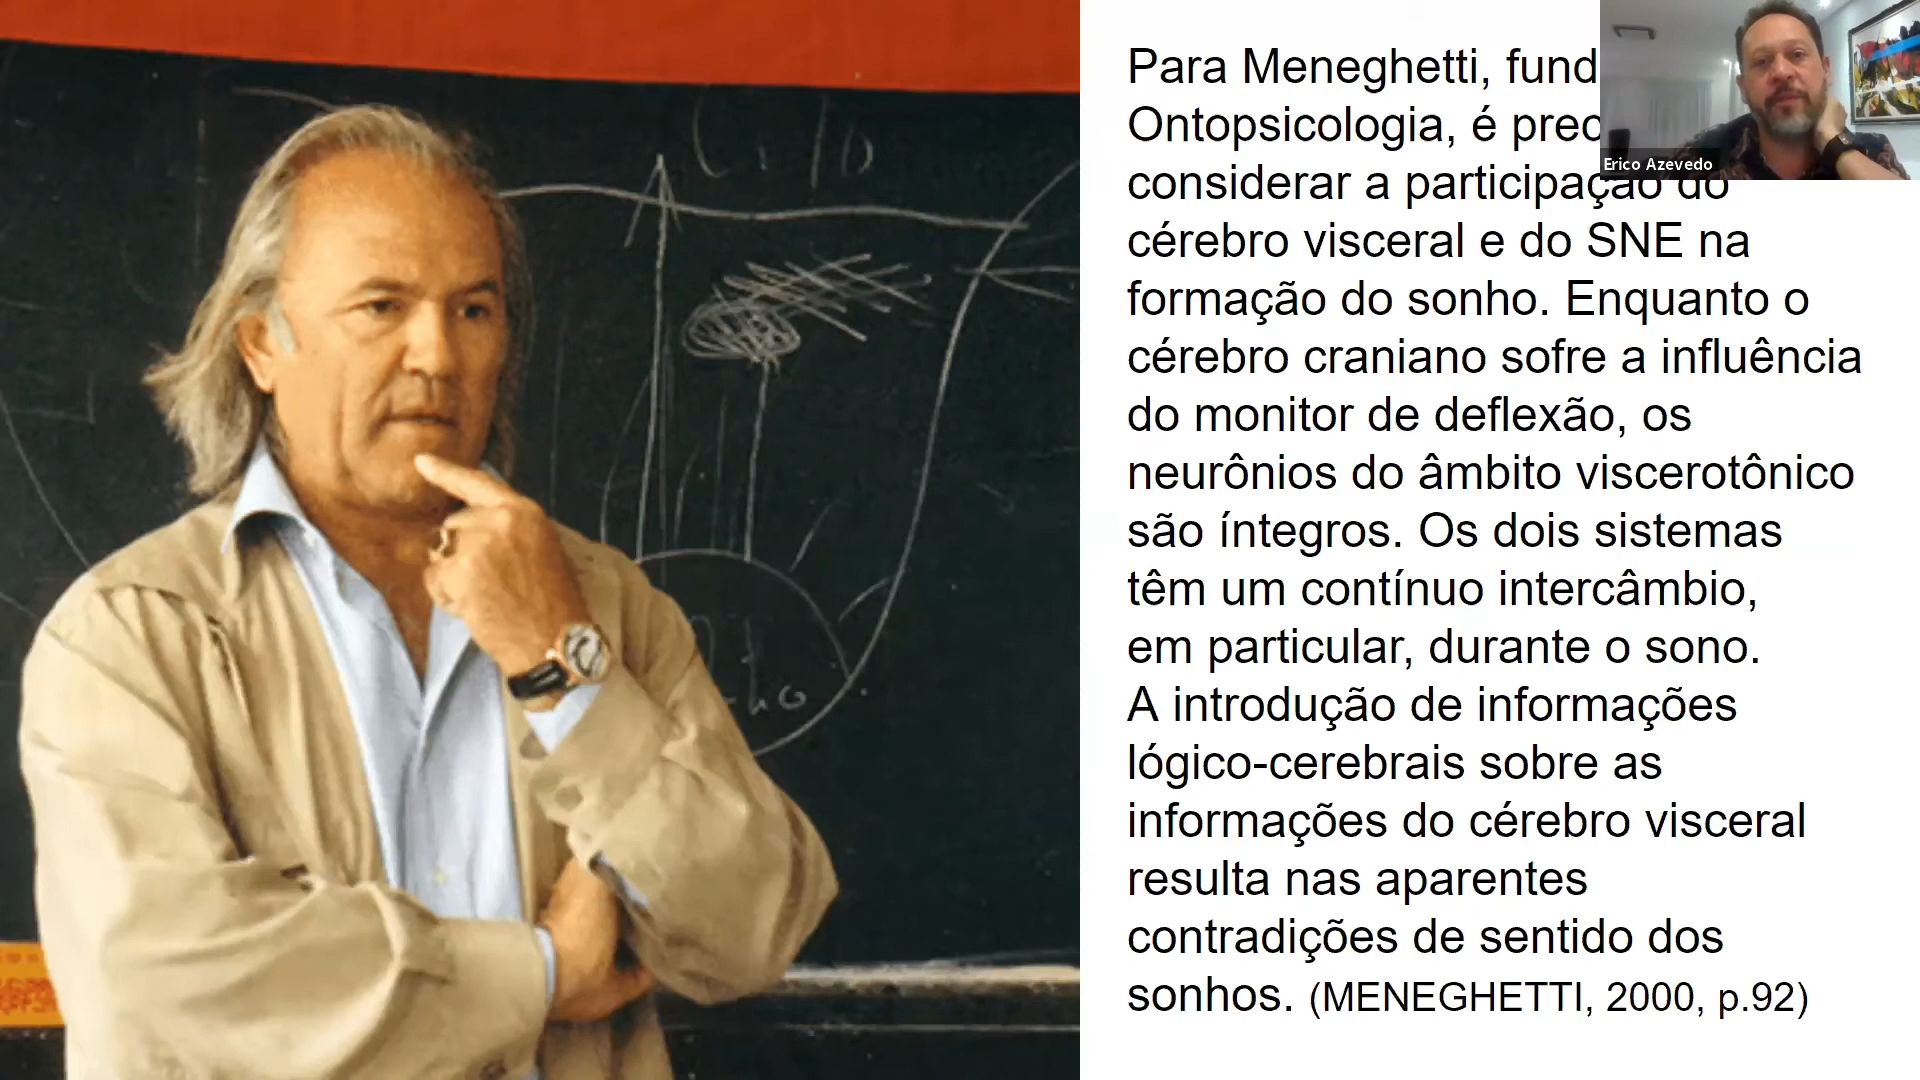 Para Meneghetti, fund
Ontopsicologia, é prec
considerar a participação do
cérebro visceral e do SNE na
formação do sonho. Enquanto o
cérebro craniano sofre a influência
do monitor de deflexão, os
neurônios do âmbito viscerotônico
são íntegros. Os dois sistemas
têm um contínuo intercâmbio,
em particular, durante o sono.
A introdução de informações
lógico-cerebrais sobre as
informações do cérebro visceral
resulta nas aparentes
contradições de sentido dos
sonhos. (MENEGHETTI, 2000, p.92)
Erico Azevedo